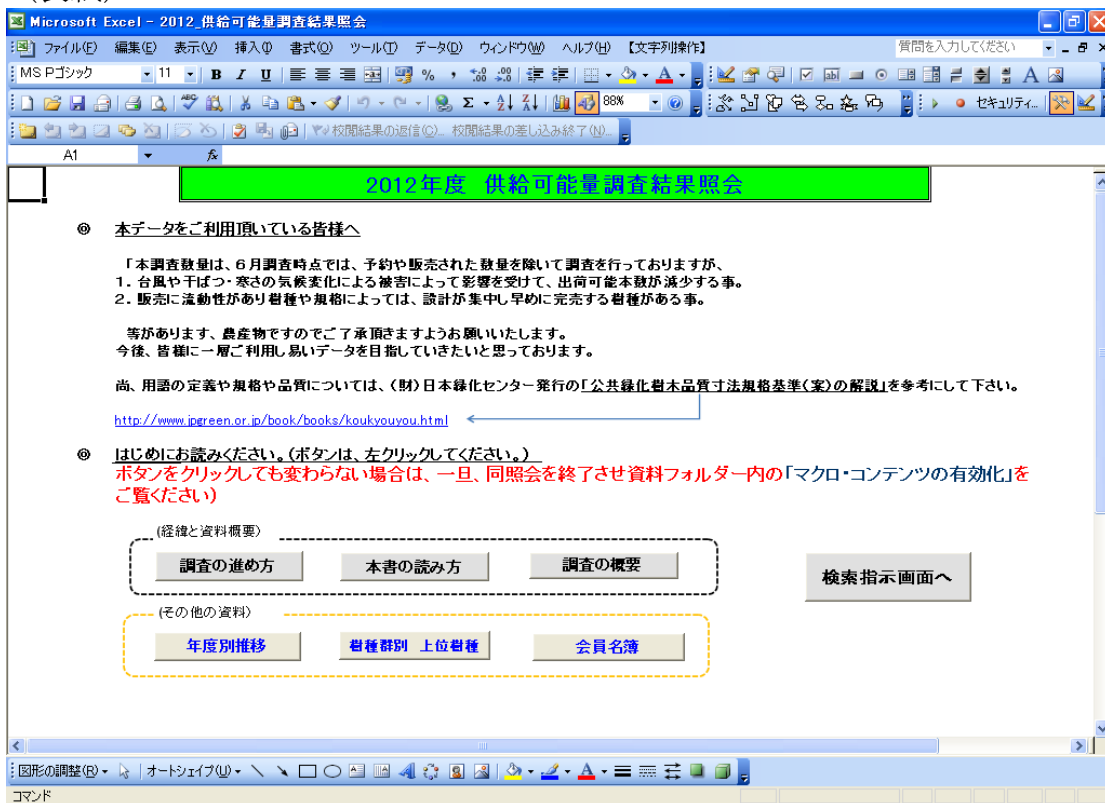 Microsoft Excel - 2012_供給可能量調査結果照会
ファイル(F) 編集(E) 表示(V) 挿入(I) 書式(O) ツール(T) データ(D) ウィンドウ(W) ヘルプ(H) 【文字列操作】 質問を入力してください
MS Pゴシック 11 B I U
88% セキュリティ...
校閲結果の返信(C)... 校閲結果の差し込み終了(N)...
A1 fx
2012年度 供給可能量調査結果照会
◎ 本データをご利用頂いている皆様へ
「本調査数量は、6月調査時点では、予約や販売された数量を除いて調査を行っておりますが、
1. 台風や干ばつ・寒さの気候変化による被害によって影響を受けて、出荷可能本数が減少する事。
2. 販売に流動性があり樹種や規格によっては、設計が集中し早めに完売する樹種がある事。
等があります、農産物ですのでご了承頂きますようお願いいたします。
今後、皆様に一層ご利用し易いデータを目指していきたいと思っております。
尚、用語の定義や規格や品質については、(財)日本緑化センター発行の「公共緑化樹木品質寸法規格基準(案)の解説」を参考にして下さい。
http://www.jpgreen.or.jp/book/books/koukyouyou.html
◎ はじめにお読みください。(ボタンは、左クリックしてください。)
ボタンをクリックしても変わらない場合は、一旦、同照会を終了させ資料フォルダー内の「マクロ・コンテンツの有効化」を
ご覧ください)
(経緯と資料概要)
調査の進め方 本書の読み方 調査の概要
検索指示画面へ
(その他の資料)
年度別推移 樹種群別 上位樹種 会員名簿
図形の調整(R) オートシェイプ(U)
コマンド